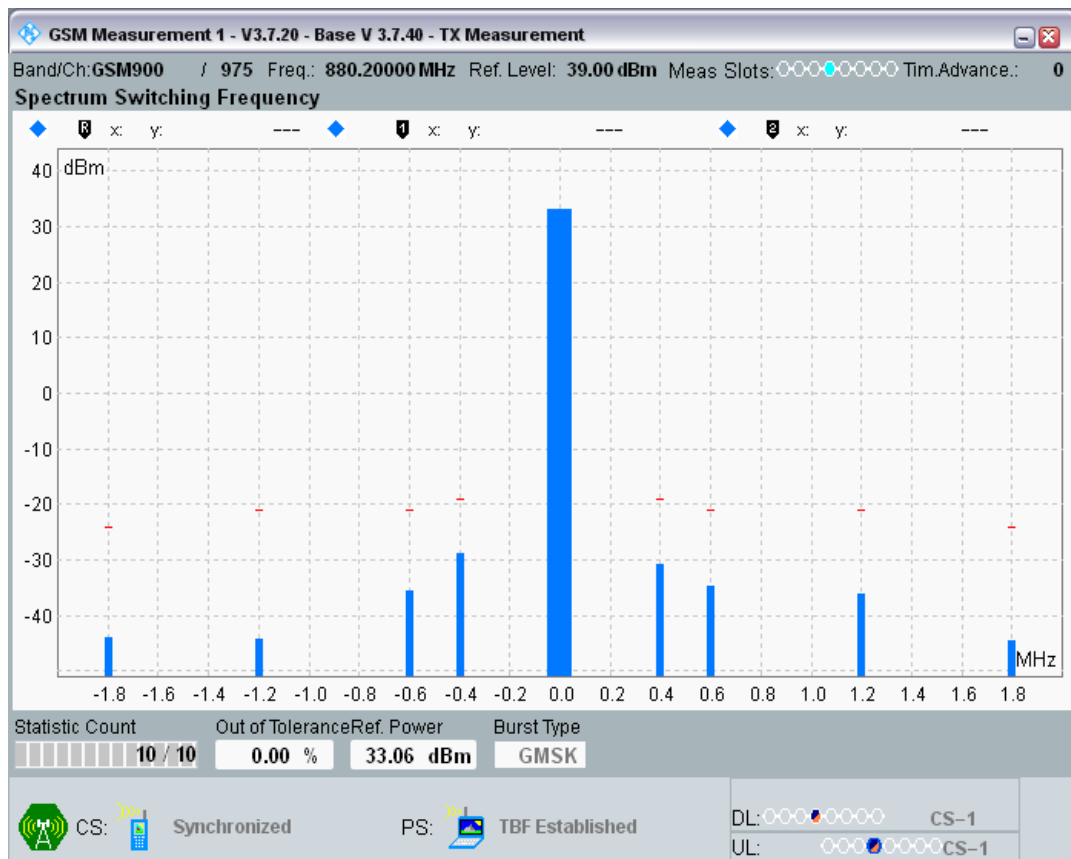 GSM Measurement 1 - V3.7.20 - Base V 3.7.40 - TX Measurement
Band/Ch:GSM900 / 975 Freq.: 880.20000 MHz Ref. Level: 39.00 dBm Meas Slots: Tim.Advance.: 0
Spectrum Switching Frequency
R x: y: --- 1 x: y: --- 2 x: y: ---
dBm
40
30
20
10
0
-10
-20
-30
-40
MHz
-1.8 -1.6 -1.4 -1.2 -1.0 -0.8 -0.6 -0.4 -0.2 0.0 0.2 0.4 0.6 0.8 1.0 1.2 1.4 1.6 1.8
Statistic Count Out of Tolerance Ref. Power Burst Type
10 / 10 0.00 % 33.06 dBm GMSK
CS: Synchronized PS: TBF Established
DL: CS-1
UL: CS-1